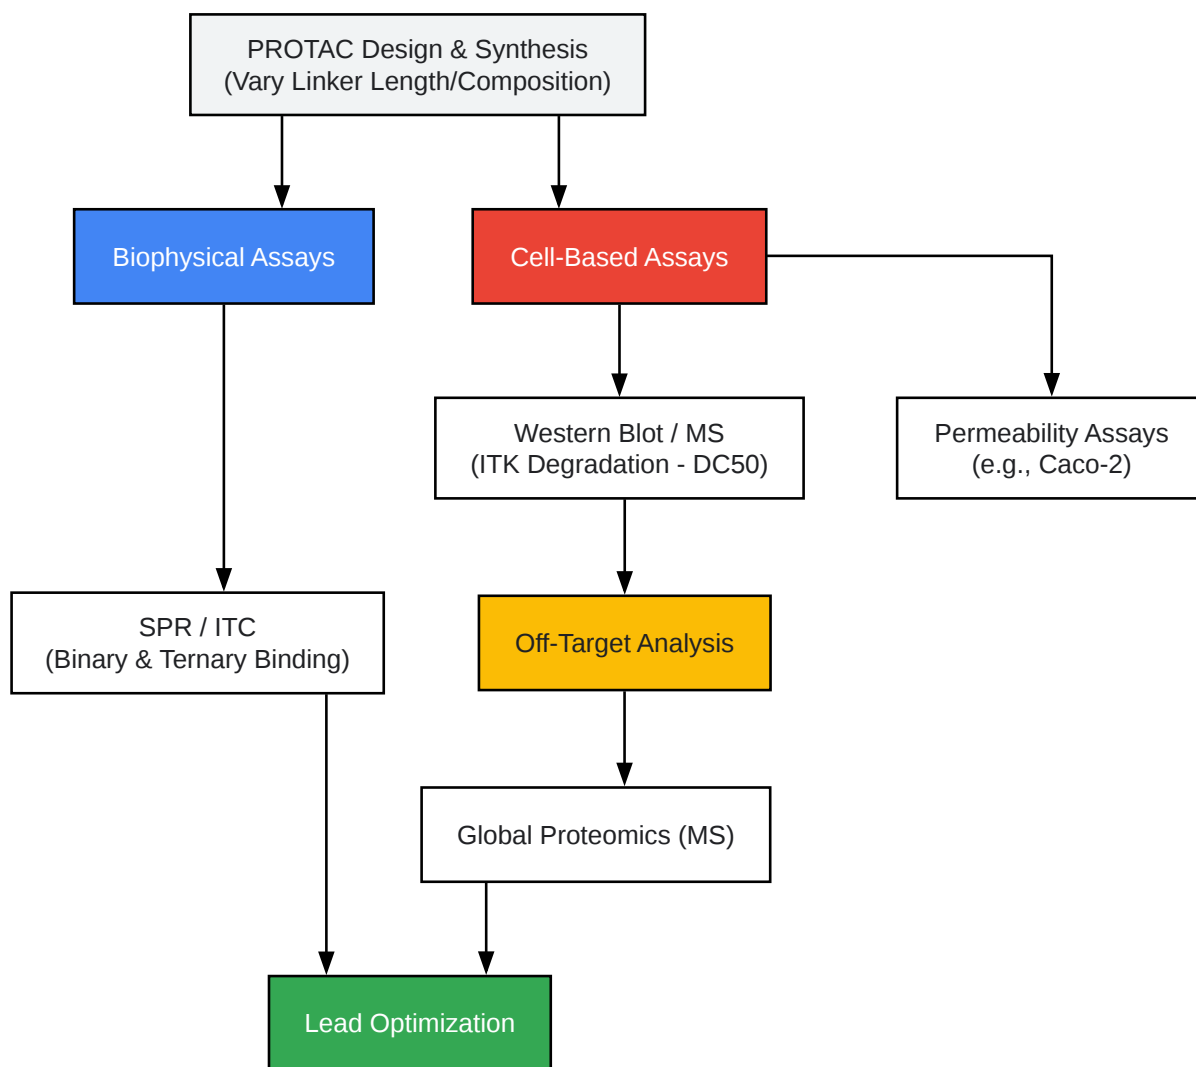 PROTAC Design & Synthesis
(Vary Linker Length/Composition)
Biophysical Assays
Cell-Based Assays
Western Blot / MS
(ITK Degradation - DC50)
Permeability Assays
(e.g., Caco-2)
SPR / ITC
(Binary & Ternary Binding)
Off-Target Analysis
Global Proteomics (MS)
Lead Optimization